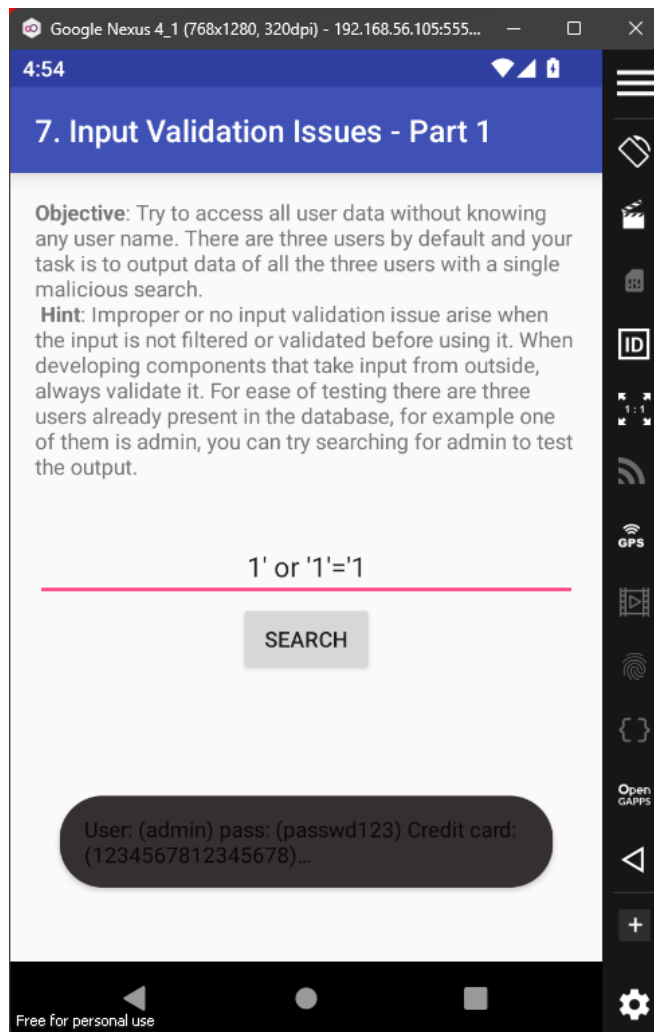 Google Nexus 4_1 (768x1280, 320dpi) - 192.168.56.105:555...
4:54
7. Input Validation Issues - Part 1
Objective: Try to access all user data without knowing
any user name. There are three users by default and your
task is to output data of all the three users with a single
malicious search.
Hint: Improper or no input validation issue arise when
the input is not filtered or validated before using it. When
developing components that take input from outside,
always validate it. For ease of testing there are three
users already present in the database, for example one
of them is admin, you can try searching for admin to test
the output.
1' or '1'='1
SEARCH
User: (admin) pass: (passwd123) Credit card:
(1234567812345678)...
Free for personal use
ID
1:1
GPS
Open
GAPPS